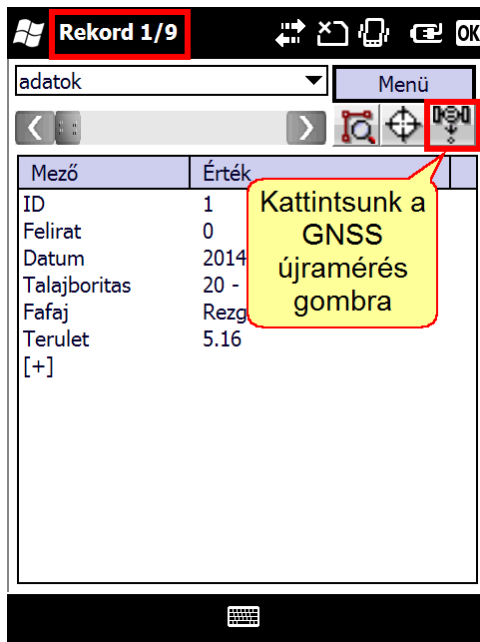 Rekord 1/9
OK
adatok
Menü
Mező Érték
ID 1
Felirat 0
Datum 2014
Talajboritas 20 -
Fafaj Rezg
Terulet 5.16
[+]
Kattintsunk a
GNSS
újramérés
gombra